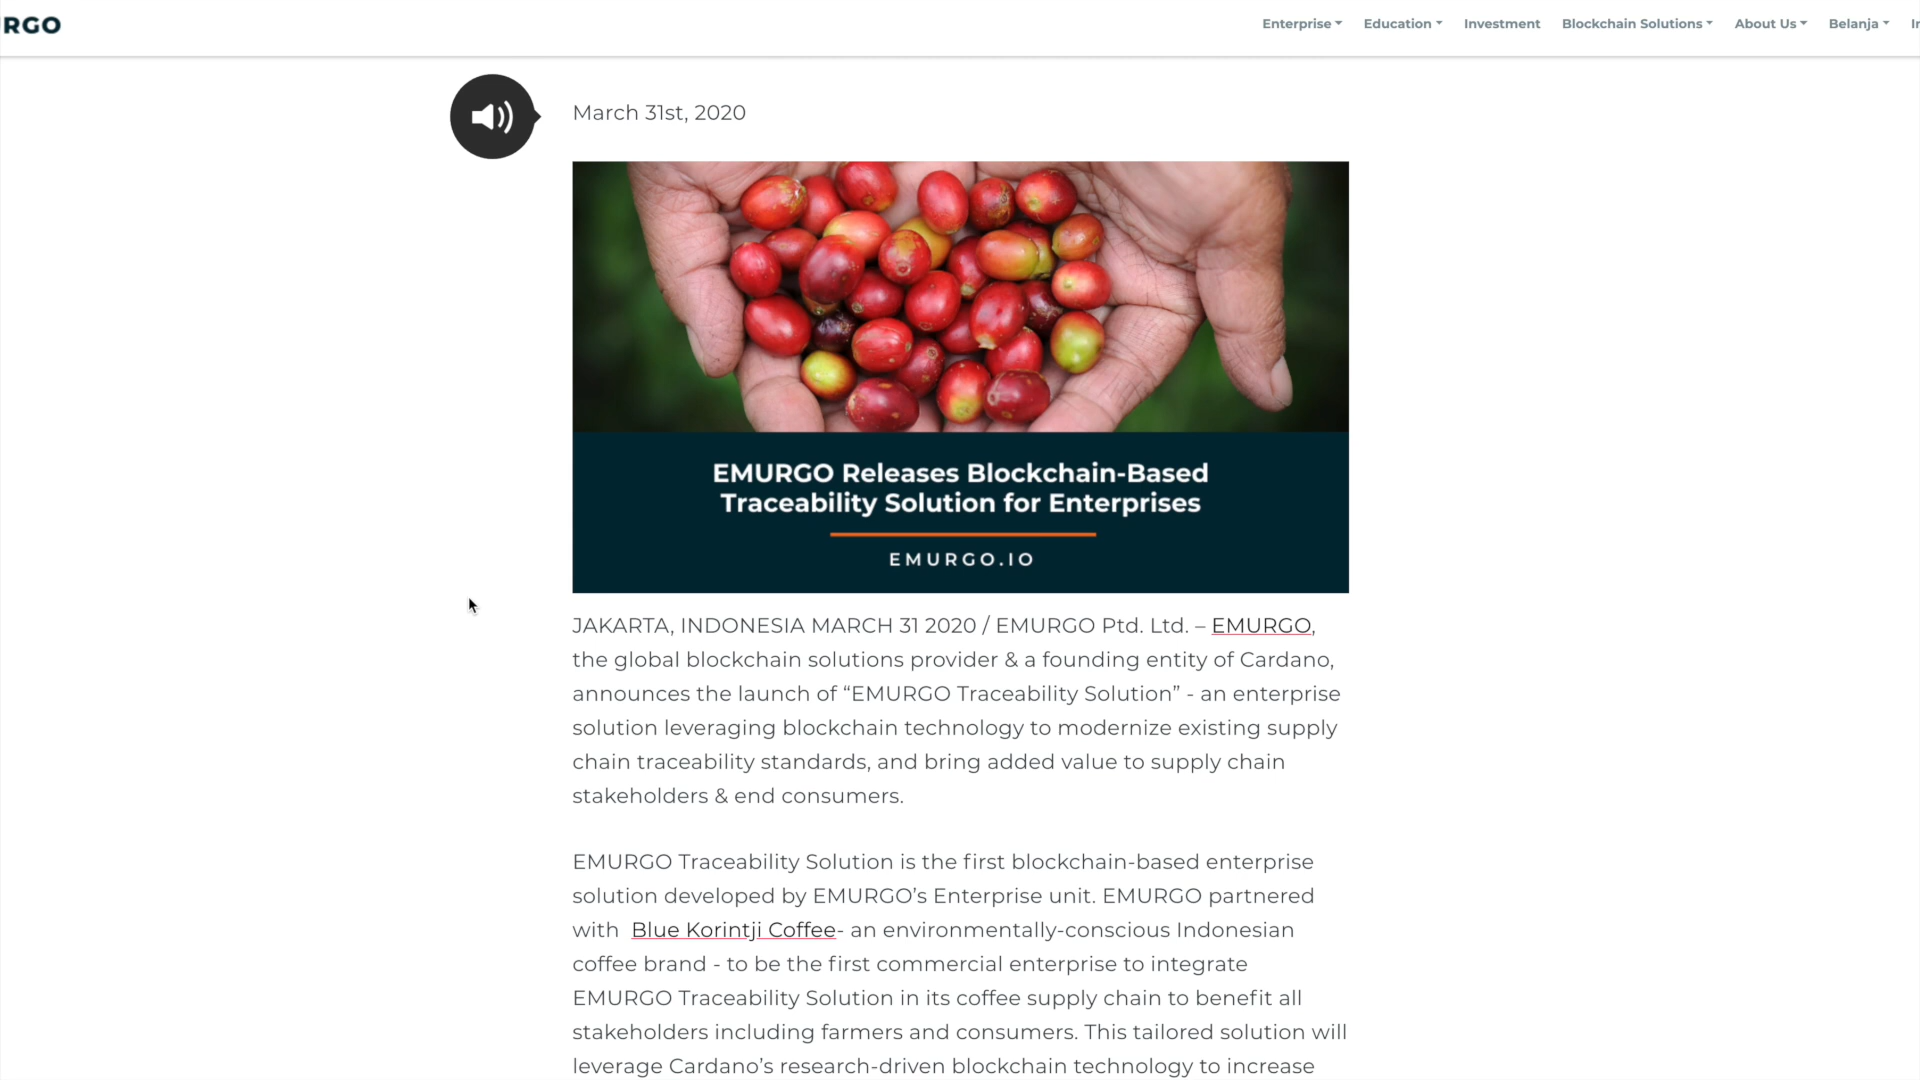 RGO
Enterprise Education Investment Blockchain Solutions About Us Belanja
March 31st, 2020
EMURGO Releases Blockchain-Based
Traceability Solution for Enterprises
EMURGO.IO
JAKARTA, INDONESIA MARCH 31 2020 / EMURGO Ptd. Ltd. – EMURGO,
the global blockchain solutions provider & a founding entity of Cardano,
announces the launch of “EMURGO Traceability Solution” - an enterprise
solution leveraging blockchain technology to modernize existing supply
chain traceability standards, and bring added value to supply chain
stakeholders & end consumers.
EMURGO Traceability Solution is the first blockchain-based enterprise
solution developed by EMURGO’s Enterprise unit. EMURGO partnered
with Blue Korintji Coffee- an environmentally-conscious Indonesian
coffee brand - to be the first commercial enterprise to integrate
EMURGO Traceability Solution in its coffee supply chain to benefit all
stakeholders including farmers and consumers. This tailored solution will
leverage Cardano’s research-driven blockchain technology to increase